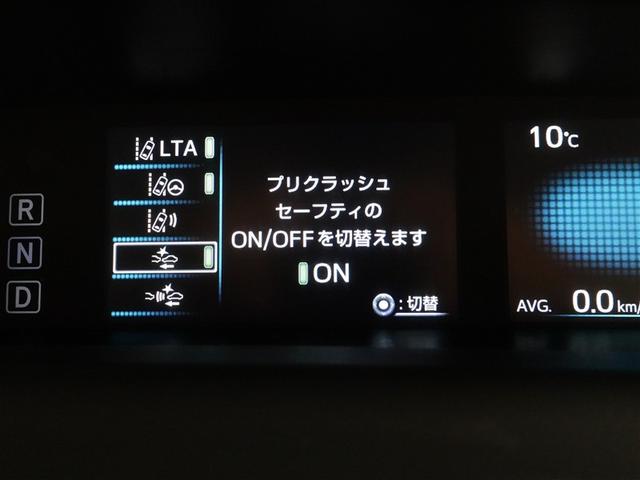 LTA
R
N
D
プリクラッシュ
セーフティの
ON/OFFを切替えます
ON
:切替
10℃
AVG. 0.0 km/